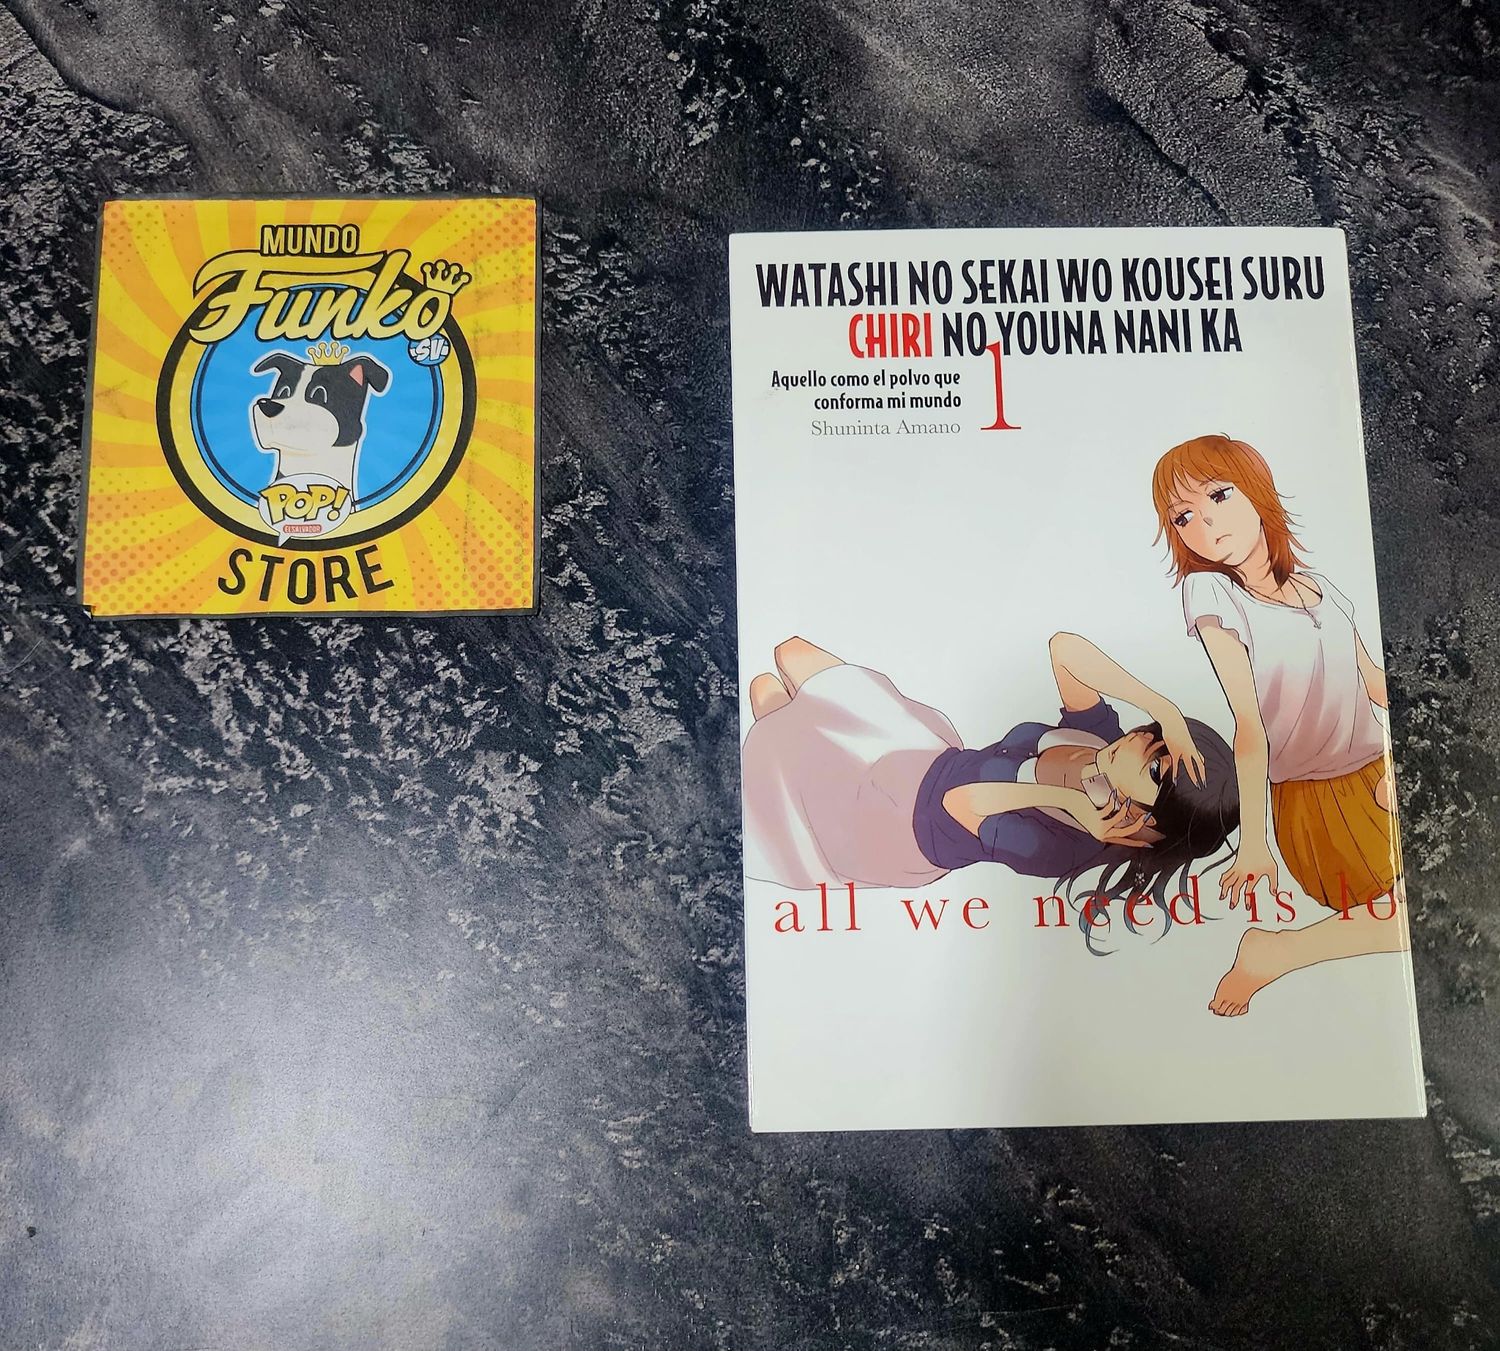 MUNDO
Funko
SV
POP!
EL SALVADOR
STORE
WATASHI NO SEKAI WO KOUSEI SURU
CHIRI NO YOUNA NANI KA
1
Aquello como el polvo que
conforma mi mundo
Shuninta Amano
all we need is lo